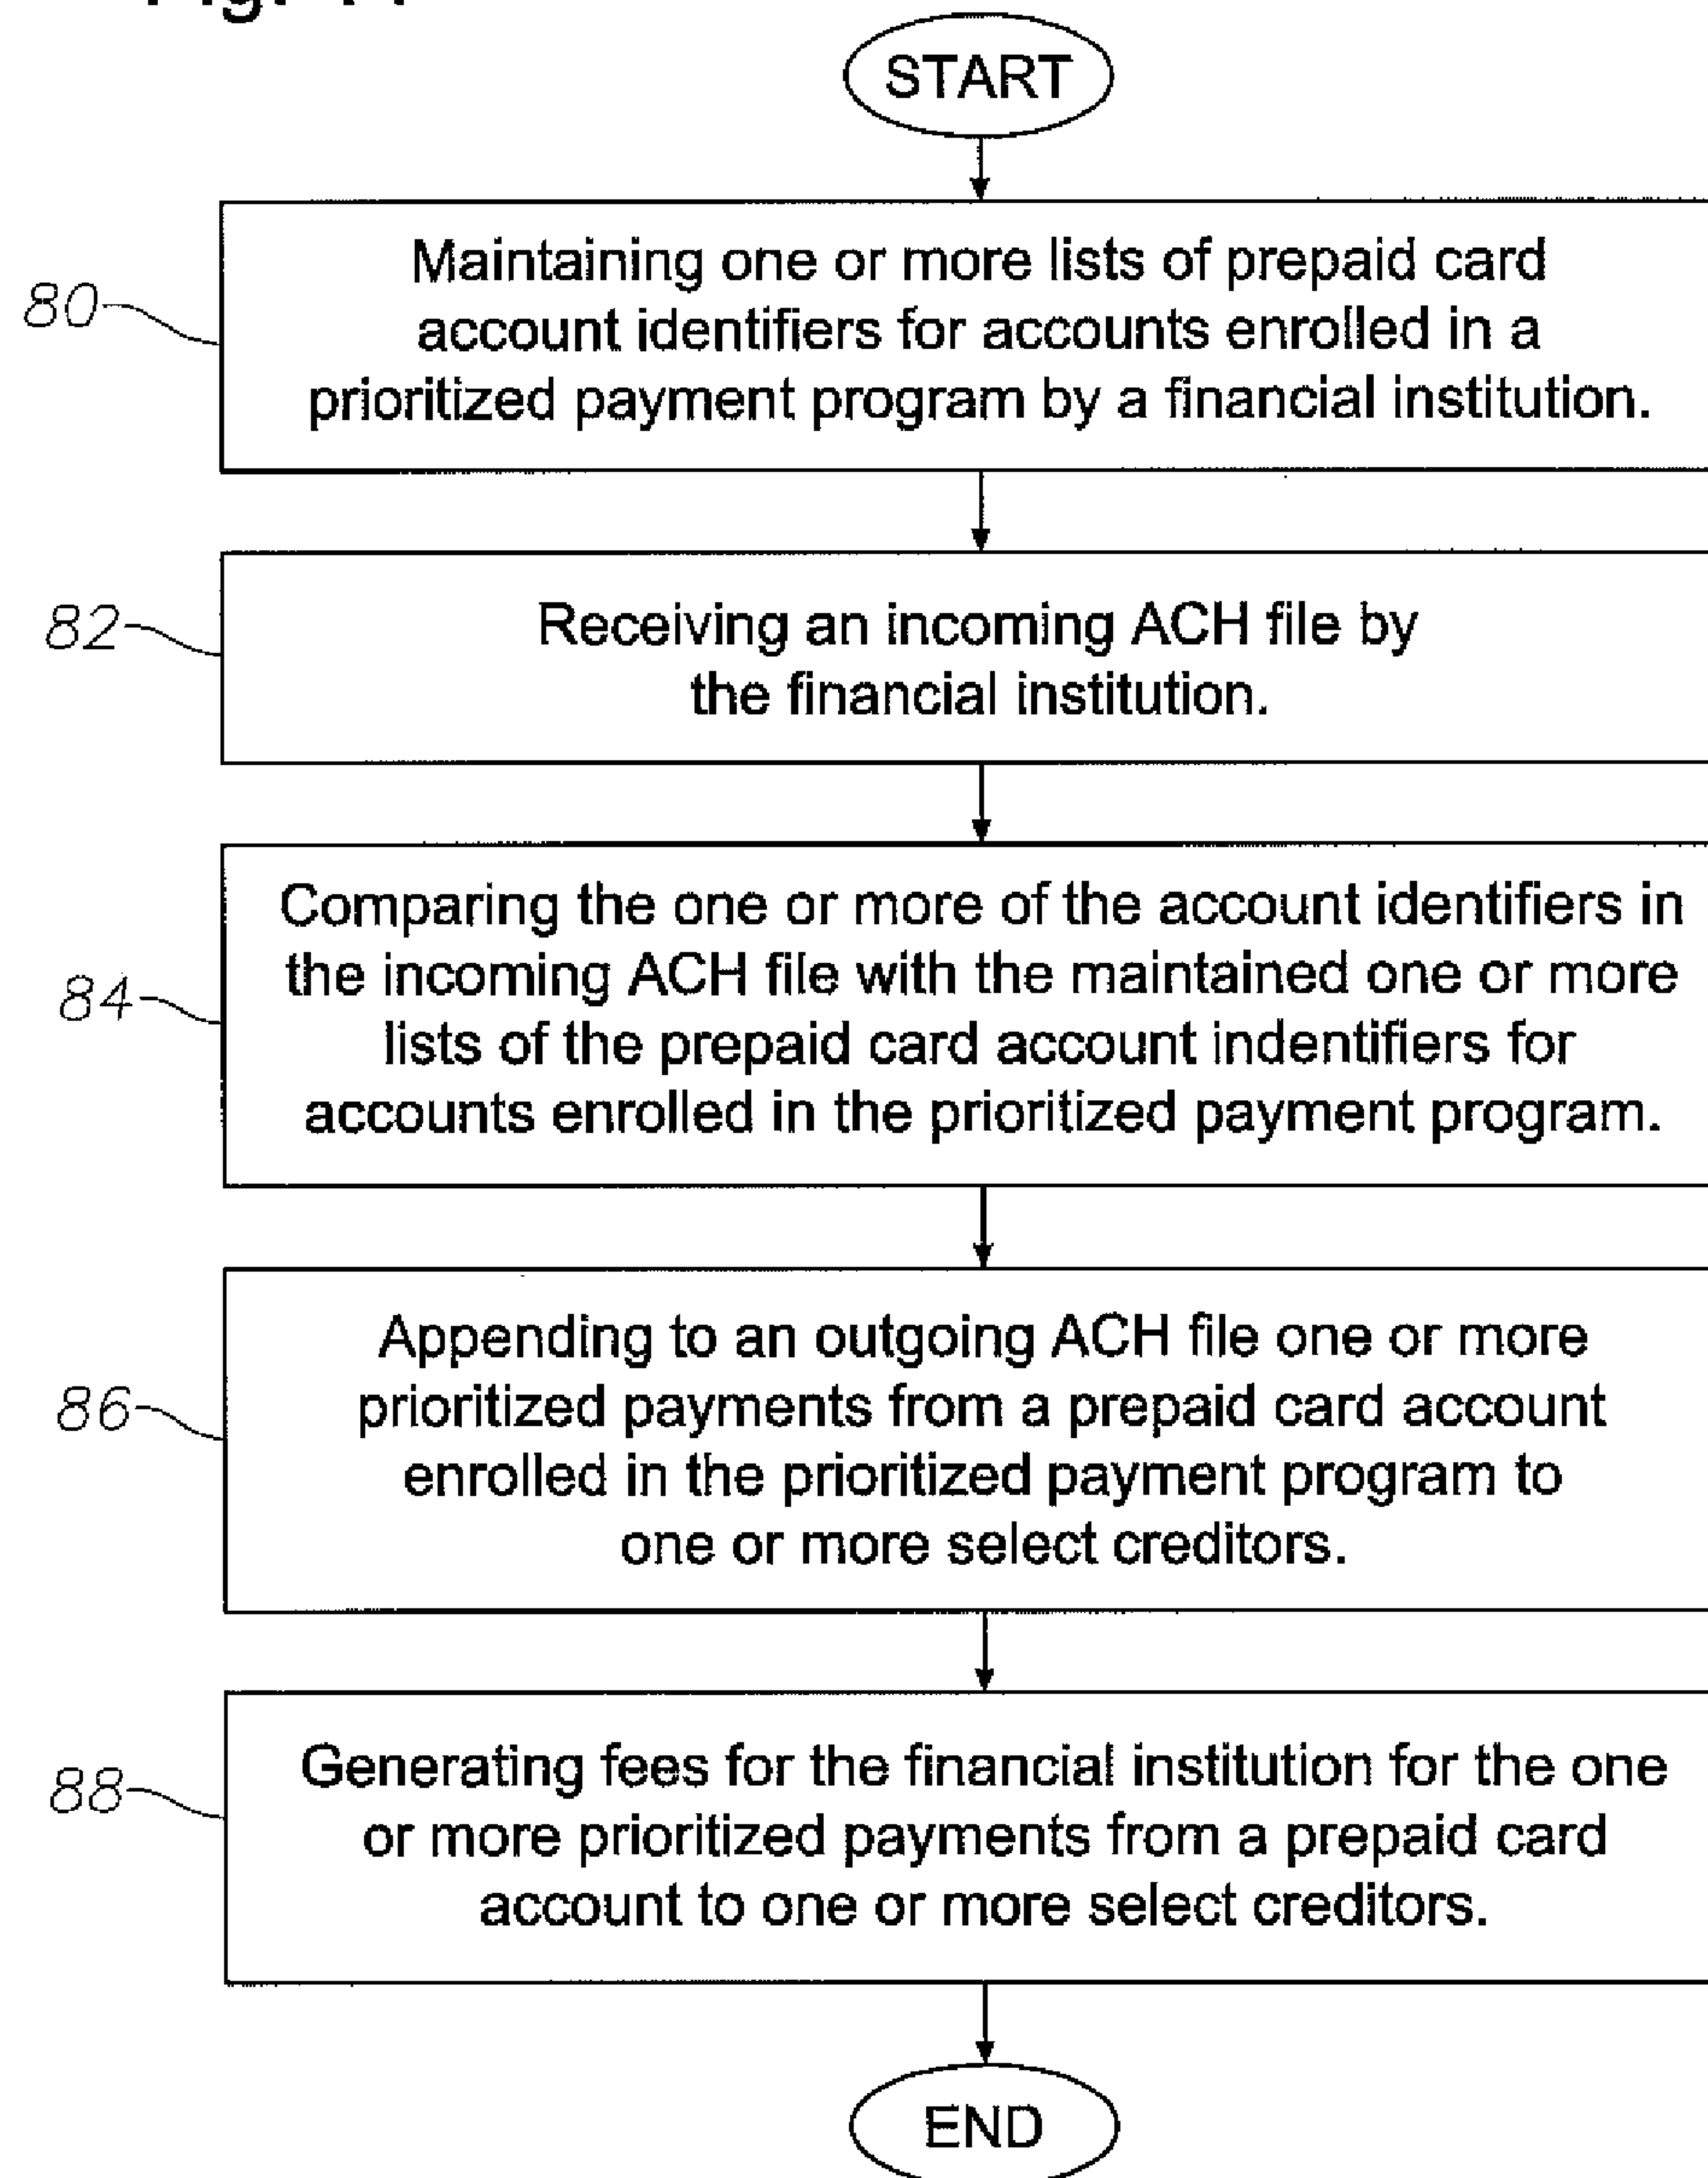 START
80
Maintaining one or more lists of prepaid card
account identifiers for accounts enrolled in a
prioritized payment program by a financial institution.
82
Receiving an incoming ACH file by
the financial institution.
84
Comparing the one or more of the account identifiers in
the incoming ACH file with the maintained one or more
lists of the prepaid card account indentifiers for
accounts enrolled in the prioritized payment program.
86
Appending to an outgoing ACH file one or more
prioritized payments from a prepaid card account
enrolled in the prioritized payment program to
one or more select creditors.
88
Generating fees for the financial institution for the one
or more prioritized payments from a prepaid card
account to one or more select creditors.
END